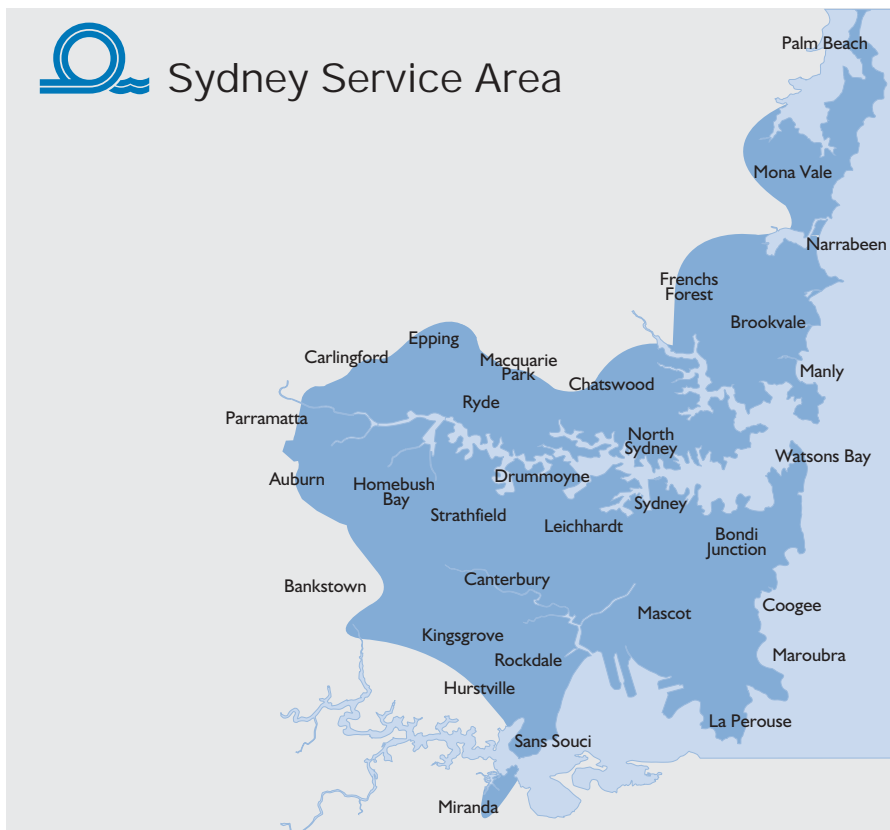 Sydney Service Area
Palm Beach
Mona Vale
Narrabeen
Frenchs
Forest
Brookvale
Epping
Carlingford
Macquarie
Park
Chatswood
Manly
Ryde
Parramatta
North
Sydney
Watsons Bay
Auburn
Homebush
Bay
Drummoyne
Sydney
Strathfield
Leichhardt
Bondi
Junction
Bankstown
Canterbury
Coogee
Mascot
Kingsgrove
Maroubra
Rockdale
Hurstville
La Perouse
Sans Souci
Miranda